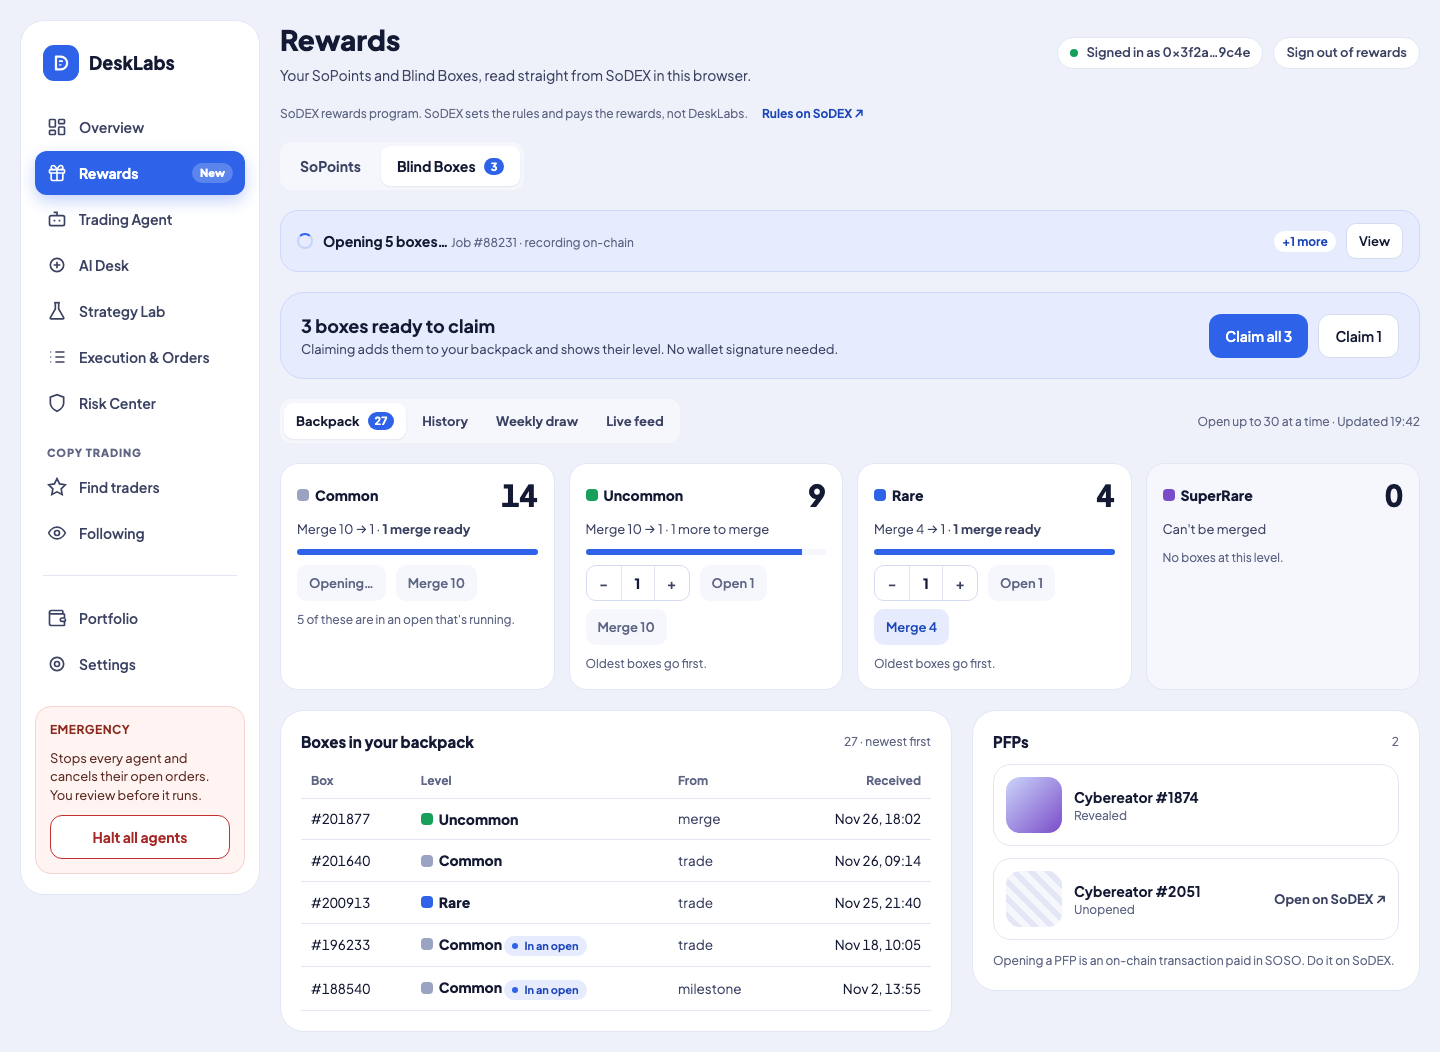 DeskLabs
Overview
Rewards New
Trading Agent
AI Desk
Strategy Lab
Execution & Orders
Risk Center
COPY TRADING
Find traders
Following
Portfolio
Settings
EMERGENCY
Stops every agent and
cancels their open orders.
You review before it runs.
Halt all agents
Rewards
Your SoPoints and Blind Boxes, read straight from SoDEX in this browser.
Signed in as 0x3f2a…9c4e
Sign out of rewards
SoDEX rewards program. SoDEX sets the rules and pays the rewards, not DeskLabs. Rules on SoDEX ↗
SoPoints
Blind Boxes 3
Opening 5 boxes… Job #88231 · recording on-chain
+1 more
View
3 boxes ready to claim
Claiming adds them to your backpack and shows their level. No wallet signature needed.
Claim all 3
Claim 1
Backpack 27
History
Weekly draw
Live feed
Open up to 30 at a time · Updated 19:42
Common 14
Merge 10 → 1 · 1 merge ready
Opening…
Merge 10
5 of these are in an open that's running.
Uncommon 9
Merge 10 → 1 · 1 more to merge
− 1 +
Open 1
Merge 10
Oldest boxes go first.
Rare 4
Merge 4 → 1 · 1 merge ready
− 1 +
Open 1
Merge 4
Oldest boxes go first.
SuperRare 0
Can't be merged
No boxes at this level.
Boxes in your backpack
27 · newest first
Box Level From Received
#201877 Uncommon merge Nov 26, 18:02
#201640 Common trade Nov 26, 09:14
#200913 Rare trade Nov 25, 21:40
#196233 Common In an open trade Nov 18, 10:05
#188540 Common In an open milestone Nov 2, 13:55
PFPs 2
Cybereator #1874
Revealed
Cybereator #2051
Unopened
Open on SoDEX ↗
Opening a PFP is an on-chain transaction paid in SOSO. Do it on SoDEX.